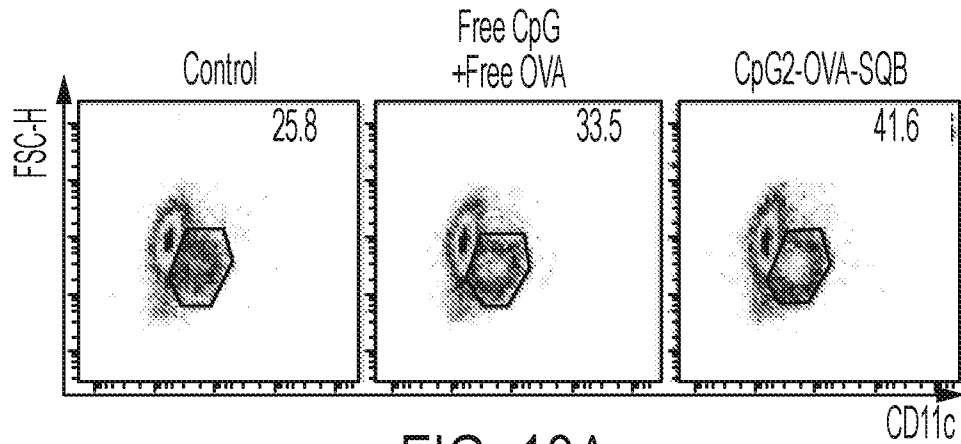 Control
Free CpG
+Free OVA
CpG2-OVA-SQB
FSC-H
25.8
33.5
41.6
CD11c